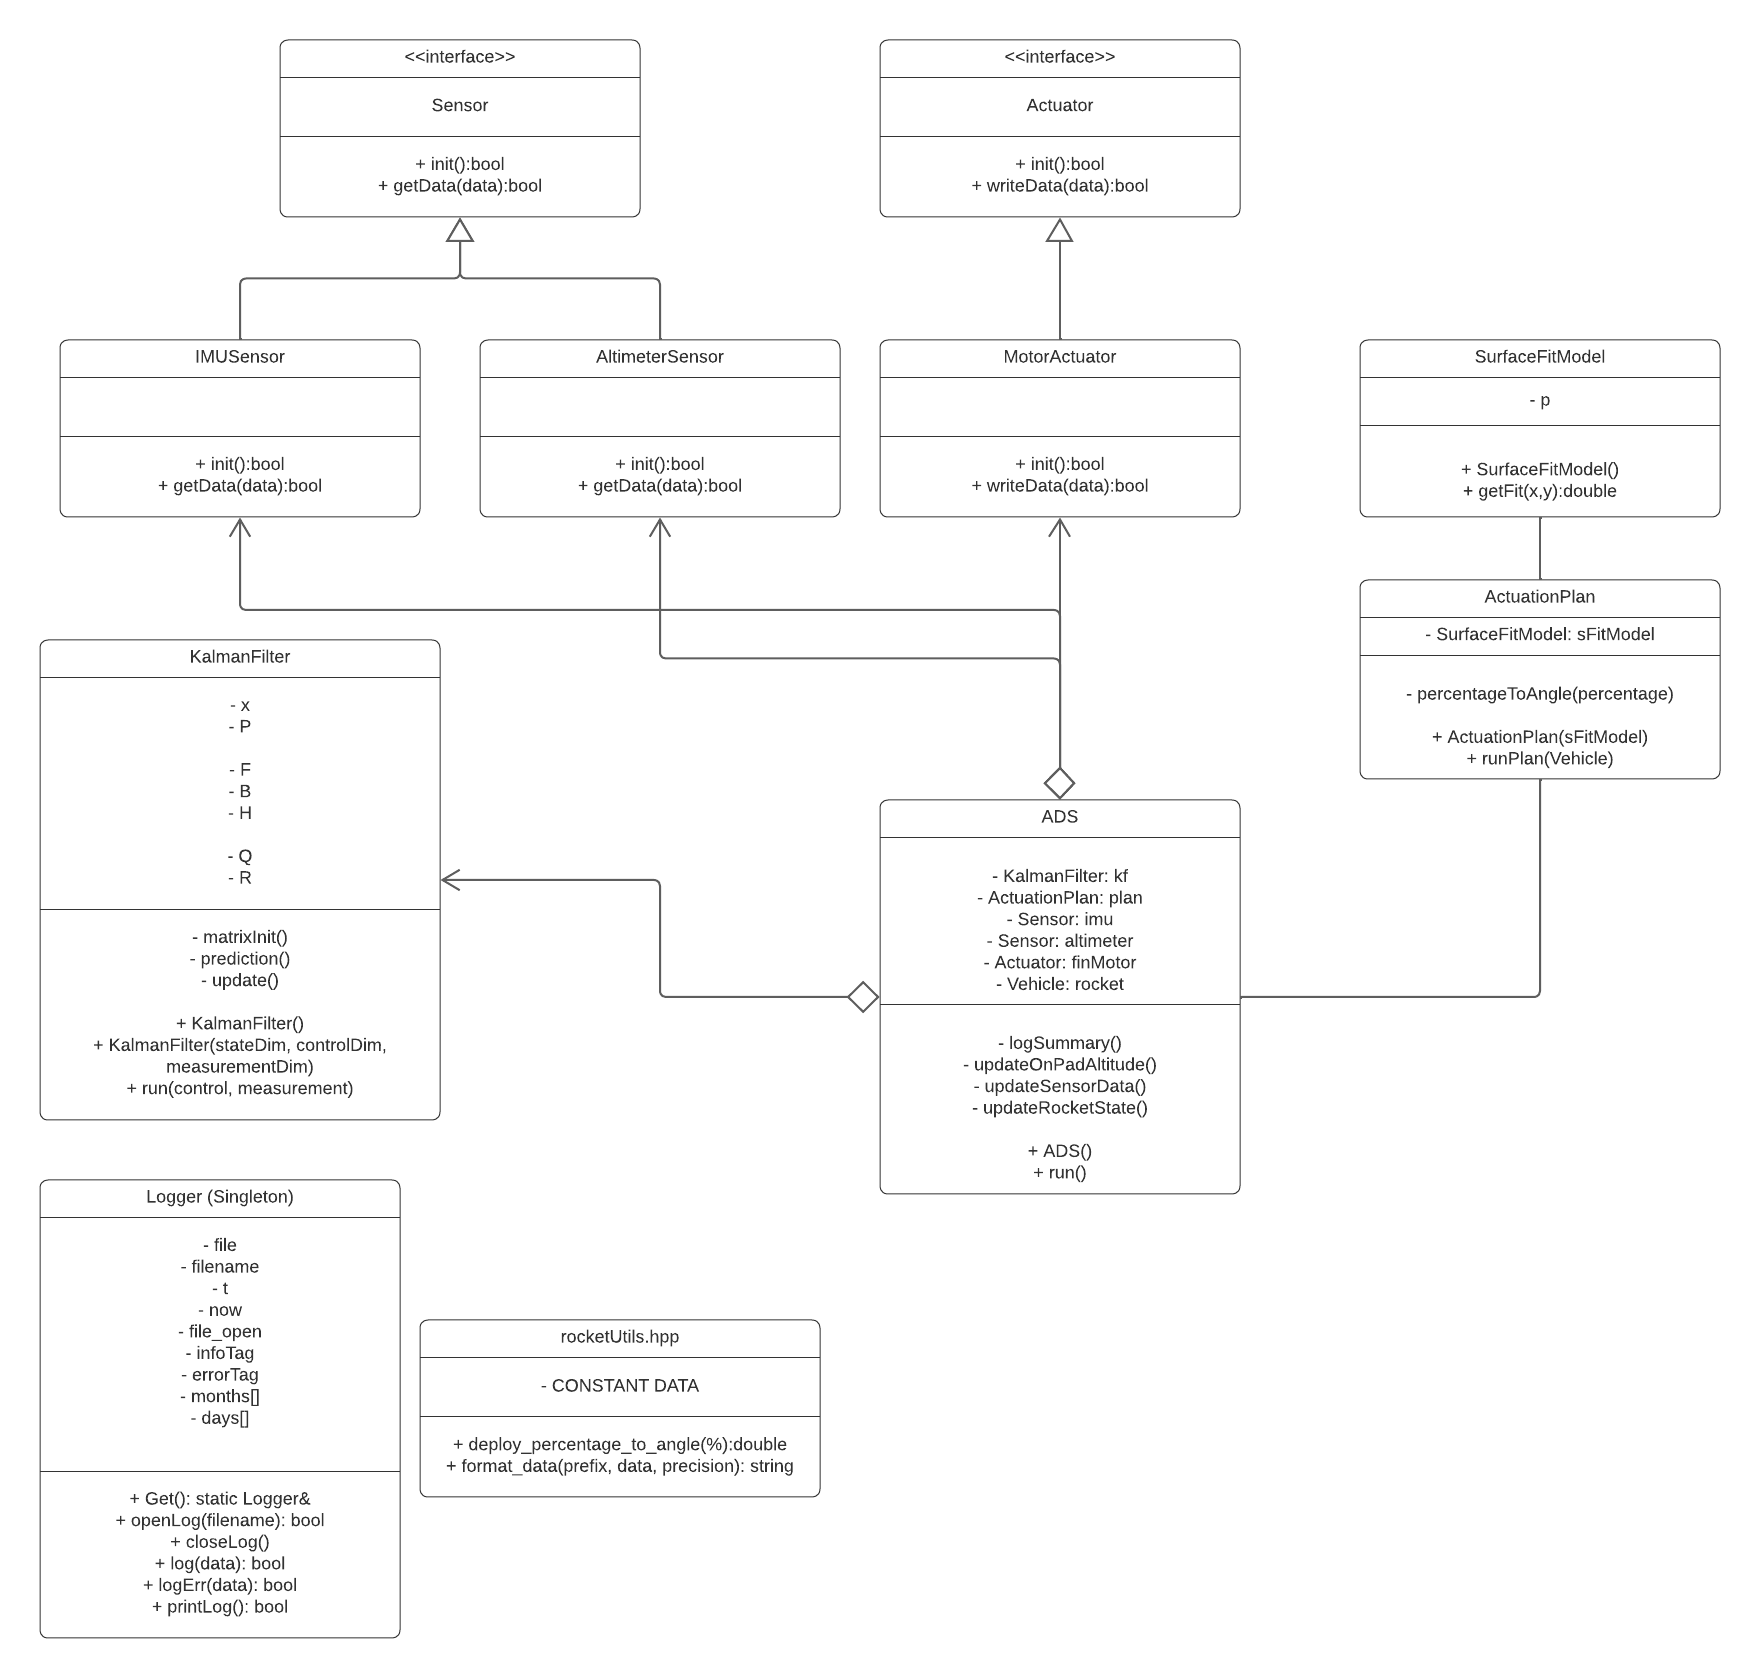 <<interface>>
Sensor
+ init():bool
+ getData(data):bool
<<interface>>
Actuator
+ init():bool
+ writeData(data):bool
IMUSensor
+ init():bool
+ getData(data):bool
AltimeterSensor
+ init():bool
+ getData(data):bool
MotorActuator
+ init():bool
+ writeData(data):bool
SurfaceFitModel
- p
+ SurfaceFitModel()
+ getFit(x,y):double
ActuationPlan
- SurfaceFitModel: sFitModel
- percentageToAngle(percentage)
+ ActuationPlan(sFitModel)
+ runPlan(Vehicle)
KalmanFilter
- x
- P
- F
- B
- H
- Q
- R
- matrixInit()
- prediction()
- update()
+ KalmanFilter()
+ KalmanFilter(stateDim, controlDim,
measurementDim)
+ run(control, measurement)
ADS
- KalmanFilter: kf
- ActuationPlan: plan
- Sensor: imu
- Sensor: altimeter
- Actuator: finMotor
- Vehicle: rocket
- logSummary()
- updateOnPadAltitude()
- updateSensorData()
- updateRocketState()
+ ADS()
+ run()
Logger (Singleton)
- file
- filename
- t
- now
- file_open
- infoTag
- errorTag
- months[]
- days[]
+ Get(): static Logger&
+ openLog(filename): bool
+ closeLog()
+ log(data): bool
+ logErr(data): bool
+ printLog(): bool
rocketUtils.hpp
- CONSTANT DATA
+ deploy_percentage_to_angle(%):double
+ format_data(prefix, data, precision): string